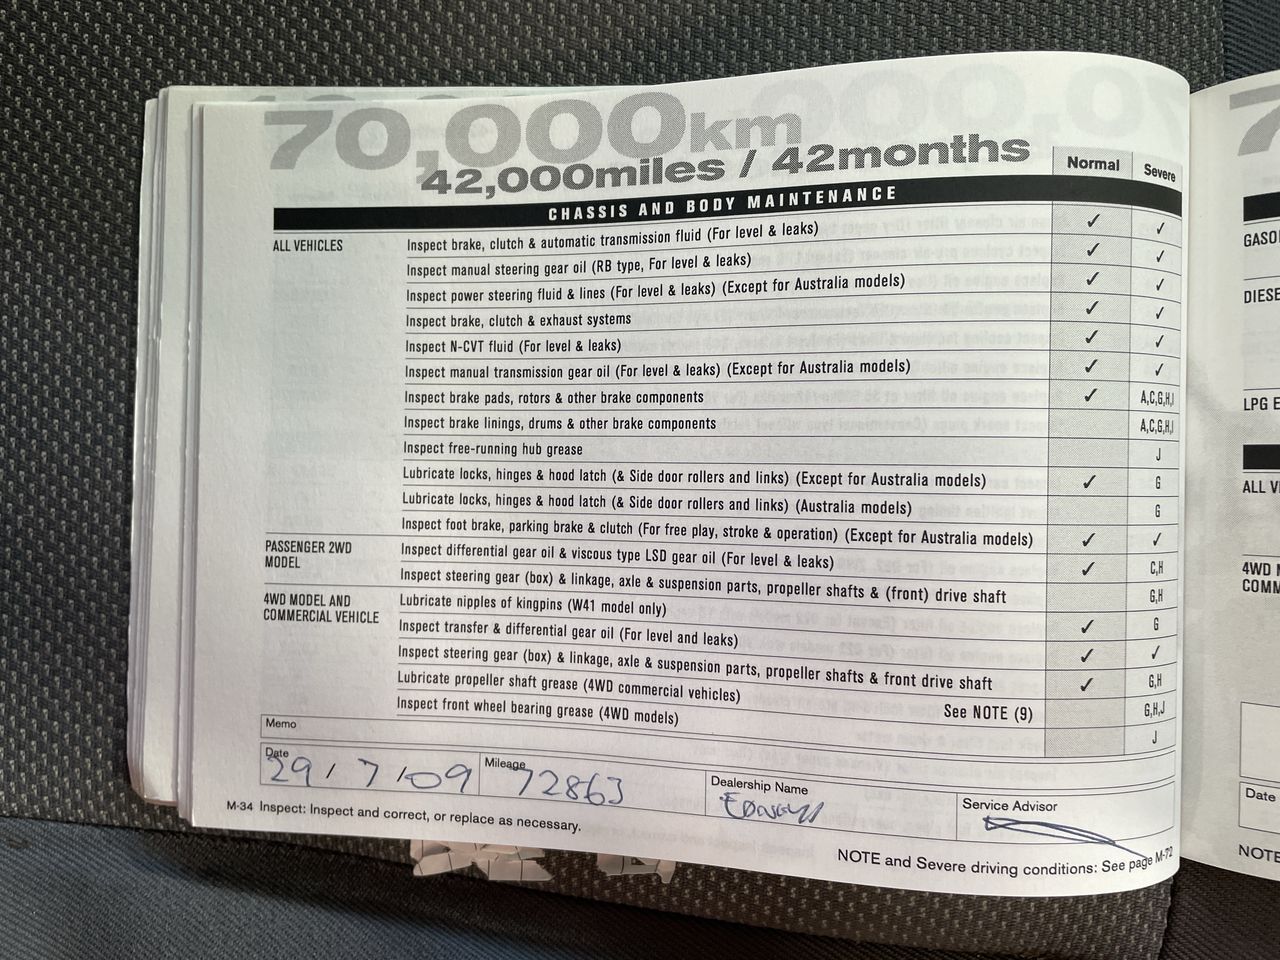 70,000km
42,000miles / 42months
Normal
Severe
CHASSIS AND BODY MAINTENANCE
ALL VEHICLES
Inspect brake, clutch & automatic transmission fluid (For level & leaks) ✓ ✓
Inspect manual steering gear oil (RB type, For level & leaks) ✓ ✓
Inspect power steering fluid & lines (For level & leaks) (Except for Australia models) ✓ ✓
Inspect brake, clutch & exhaust systems ✓ ✓
Inspect N-CVT fluid (For level & leaks) ✓ ✓
Inspect manual transmission gear oil (For level & leaks) (Except for Australia models) ✓ ✓
Inspect brake pads, rotors & other brake components ✓ A,C,G,H,I
Inspect brake linings, drums & other brake components A,C,G,H,I
Inspect free-running hub grease J
Lubricate locks, hinges & hood latch (& Side door rollers and links) (Except for Australia models) ✓ G
Lubricate locks, hinges & hood latch (& Side door rollers and links) (Australia models) G
Inspect foot brake, parking brake & clutch (For free play, stroke & operation) (Except for Australia models) ✓ ✓
PASSENGER 2WD
MODEL
Inspect differential gear oil & viscous type LSD gear oil (For level & leaks) ✓ C,H
Inspect steering gear (box) & linkage, axle & suspension parts, propeller shafts & (front) drive shaft G,H
4WD MODEL AND
COMMERCIAL VEHICLE
Lubricate nipples of kingpins (W41 model only) ✓ G
Inspect transfer & differential gear oil (For level and leaks) ✓ ✓
Inspect steering gear (box) & linkage, axle & suspension parts, propeller shafts & front drive shaft ✓ G,H
Lubricate propeller shaft grease (4WD commercial vehicles) See NOTE (9) G,H,J
Inspect front wheel bearing grease (4WD models) J
Memo
Date
29 / 7 / 09
Mileage
72863
Dealership Name
Service Advisor
M-34 Inspect: Inspect and correct, or replace as necessary.
NOTE and Severe driving conditions: See page M-72
7
DIESE
LPG E
ALL V
4WD M
COMM
Date
NOTE